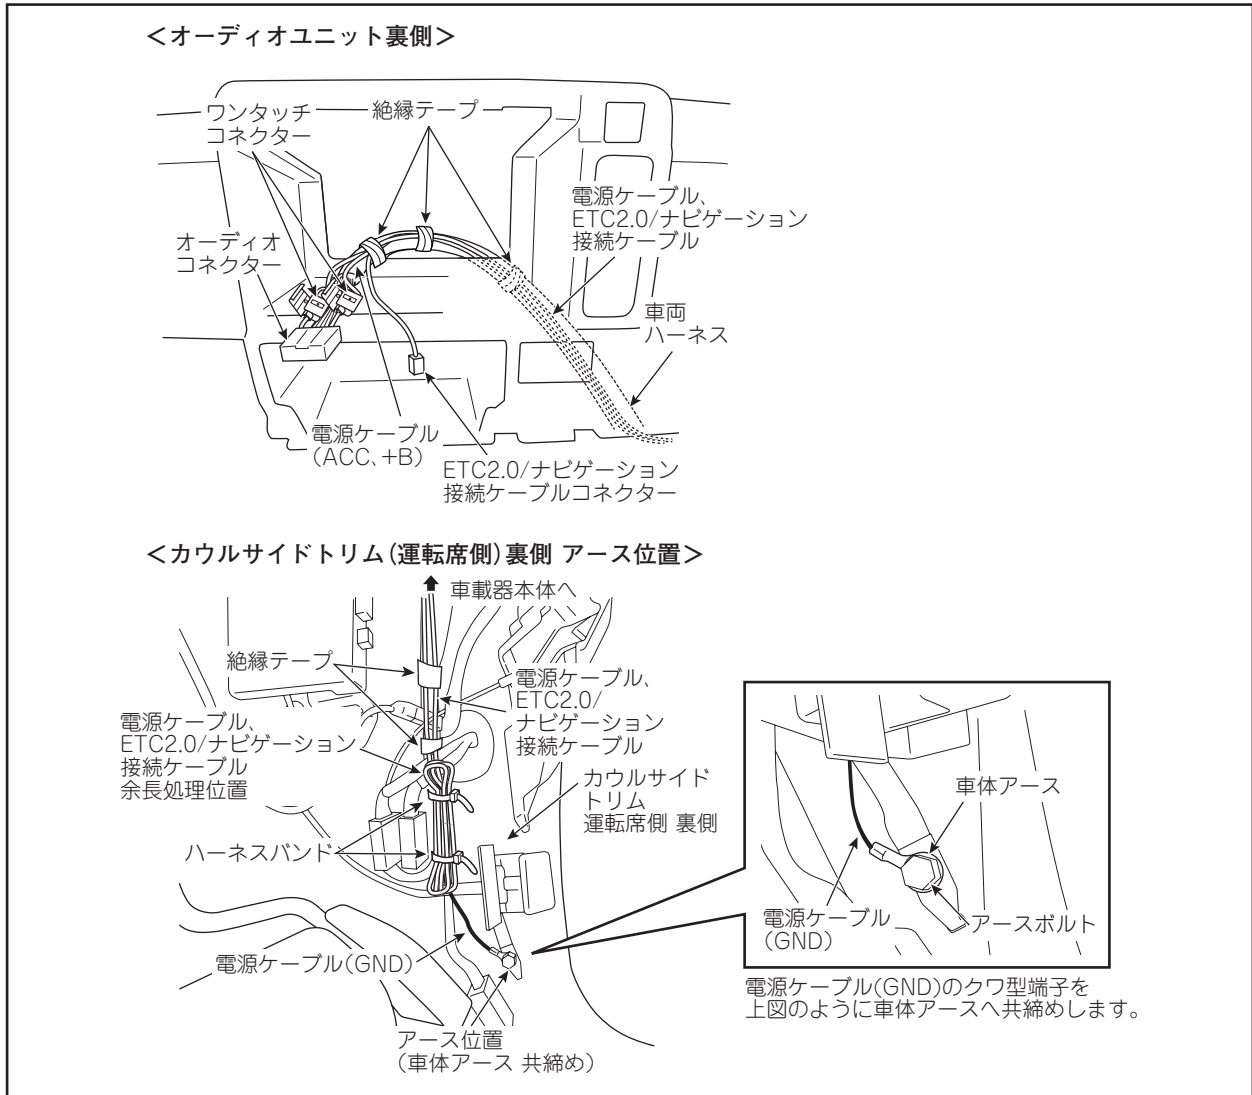 ＜オーディオユニット裏側＞
ワンタッチ
コネクター
絶縁テープ
電源ケーブル、
ETC2.0/ナビゲーション
接続ケーブル
オーディオ
コネクター
車両
ハーネス
電源ケーブル
(ACC、+B)
ETC2.0/ナビゲーション
接続ケーブルコネクター
＜カウルサイドトリム(運転席側)裏側 アース位置＞
車載器本体へ
絶縁テープ
電源ケーブル、
ETC2.0/
ナビゲーション
接続ケーブル
電源ケーブル、
ETC2.0/ナビゲーション
接続ケーブル
余長処理位置
カウルサイド
トリム
運転席側 裏側
ハーネスバンド
電源ケーブル(GND)
アース位置
(車体アース 共締め)
車体アース
電源ケーブル
(GND)
アースボルト
電源ケーブル(GND)のクワ型端子を
上図のように車体アースへ共締めします。